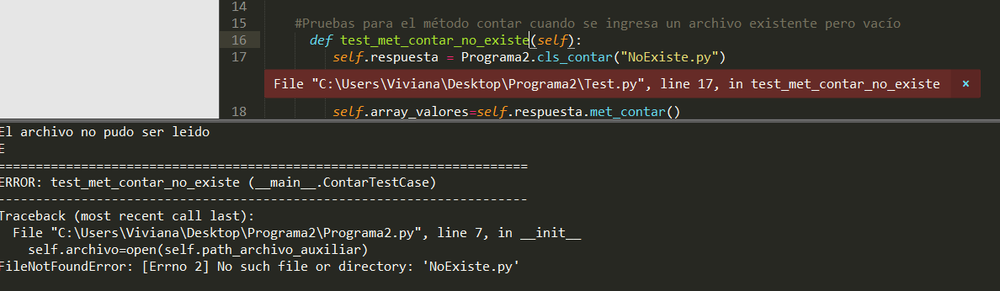 14
15 #Pruebas para el método contar cuando se ingresa un archivo existente pero vacío
16 def test_met_contar_no_existe(self):
17 self.respuesta = Programa2.cls_contar("NoExiste.py")
File "C:\Users\Viviana\Desktop\Programa2\Test.py", line 17, in test_met_contar_no_existe ×
18 self.array_valores=self.respuesta.met_contar()
El archivo no pudo ser leido
E
======================================================================
ERROR: test_met_contar_no_existe (__main__.ContarTestCase)
----------------------------------------------------------------------
Traceback (most recent call last):
File "C:\Users\Viviana\Desktop\Programa2\Programa2.py", line 7, in __init__
self.archivo=open(self.path_archivo_auxiliar)
FileNotFoundError: [Errno 2] No such file or directory: 'NoExiste.py'